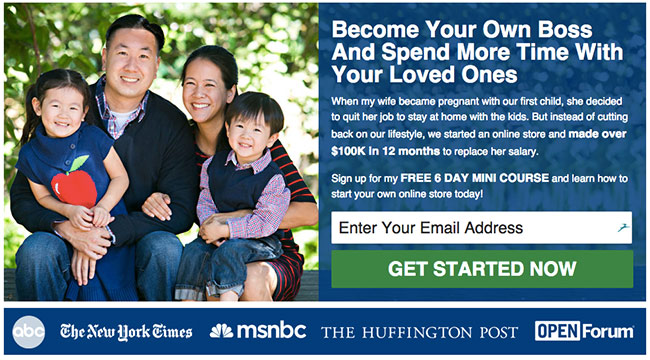 Become Your Own Boss
And Spend More Time With
Your Loved Ones
When my wife became pregnant with our first child, she decided
to quit her job to stay at home with the kids. But instead of cutting
back on our lifestyle, we started an online store and made over
$100K in 12 months to replace her salary.
Sign up for my FREE 6 DAY MINI COURSE and learn how to
start your own online store today!
Enter Your Email Address
GET STARTED NOW
abc The New York Times msnbc THE HUFFINGTON POST OPEN Forum